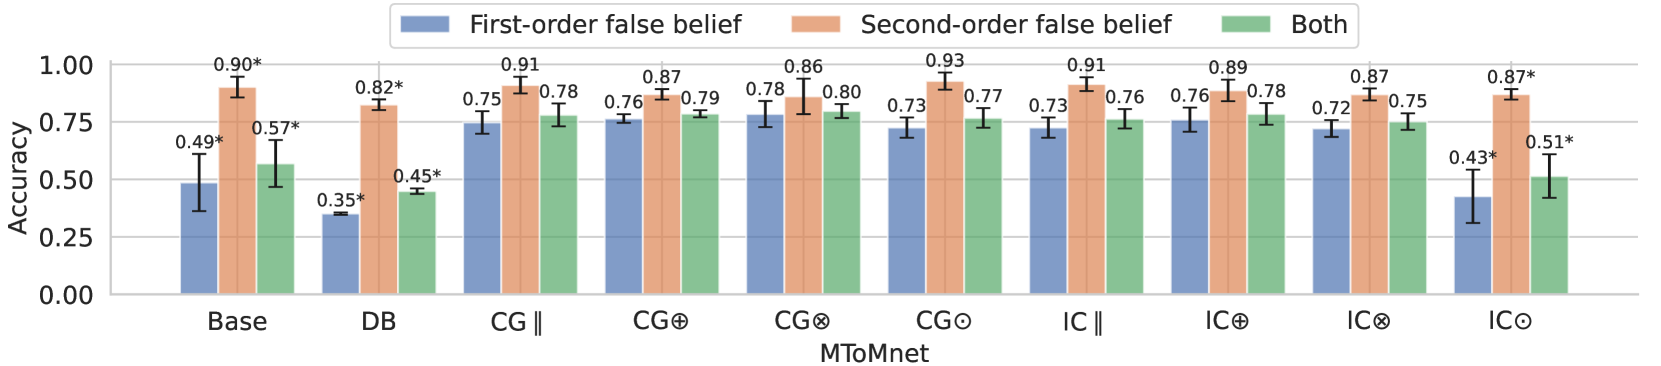 First-order false belief Second-order false belief Both
Accuracy
1.00
0.75
0.50
0.25
0.00
0.49* 0.90* 0.57*
0.35* 0.82* 0.45*
0.75 0.91 0.78
0.76 0.87 0.79
0.78 0.86 0.80
0.73 0.93 0.77
0.73 0.91 0.76
0.76 0.89 0.78
0.72 0.87 0.75
0.43* 0.87* 0.51*
Base DB CG ∥ CG⊕ CG⊗ CG⊙ IC ∥ IC⊕ IC⊗ IC⊙
MToMnet